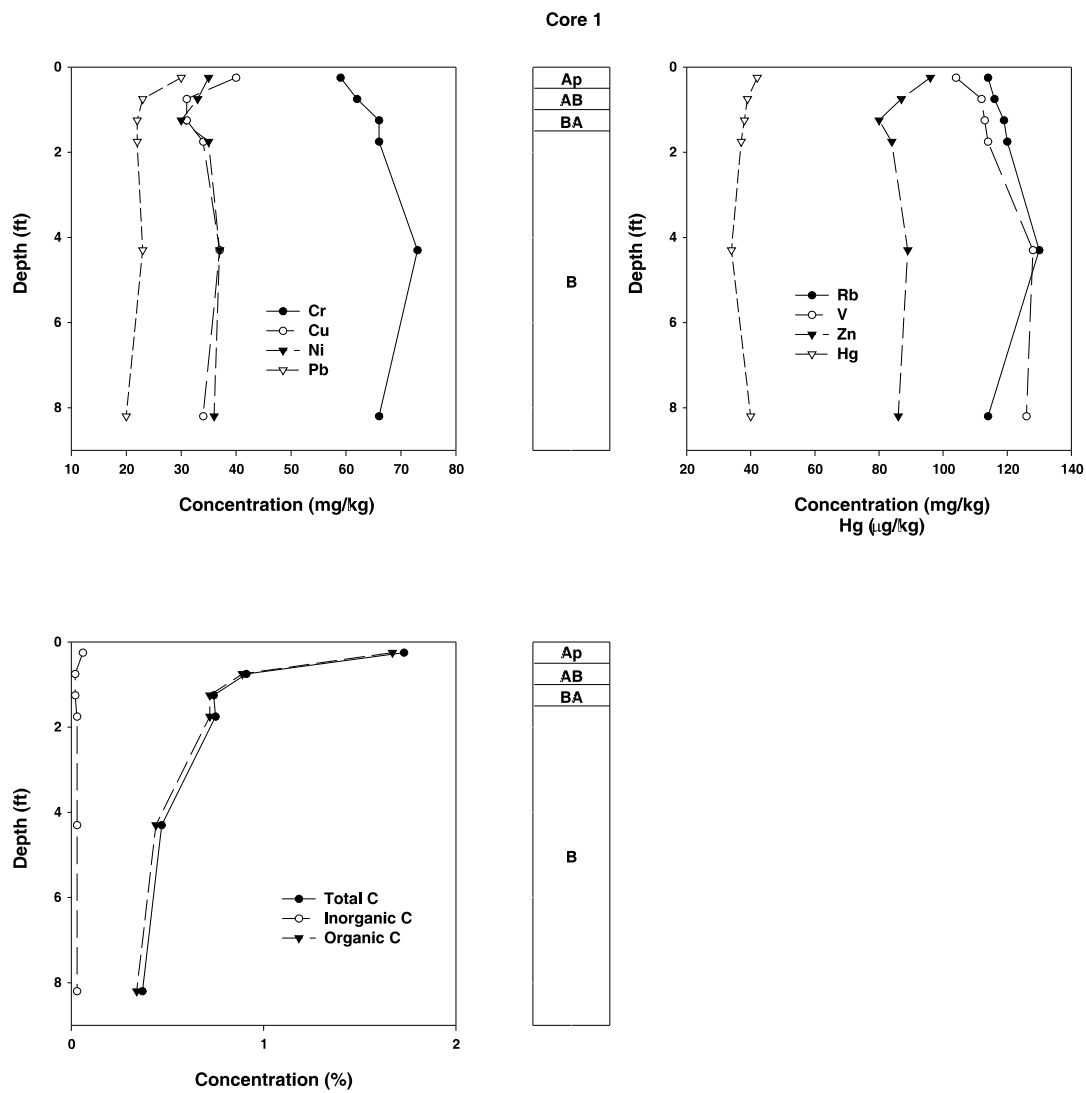 Core 1
0
2
4
6
8
Depth (ft)
10 20 30 40 50 60 70 80
Concentration (mg/kg)
Cr
Cu
Ni
Pb
Ap
AB
BA
B
0
2
4
6
8
Depth (ft)
20 40 60 80 100 120 140
Concentration (mg/kg)
Hg (µg/kg)
Rb
V
Zn
Hg
0
2
4
6
8
Depth (ft)
0 1 2
Concentration (%)
Total C
Inorganic C
Organic C
Ap
AB
BA
B